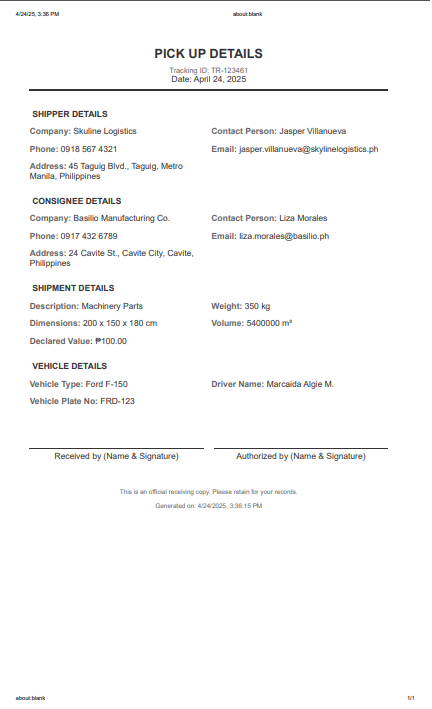 4/24/25, 3:36 PM about:blank
PICK UP DETAILS
Tracking ID: TR-123461
Date: April 24, 2025
SHIPPER DETAILS
Company: Skuline Logistics Contact Person: Jasper Villanueva
Phone: 0918 567 4321 Email: jasper.villanueva@skylinelogistics.ph
Address: 45 Taguig Blvd., Taguig, Metro
Manila, Philippines
CONSIGNEE DETAILS
Company: Basilio Manufacturing Co. Contact Person: Liza Morales
Phone: 0917 432 6789 Email: liza.morales@basilio.ph
Address: 24 Cavite St., Cavite City, Cavite,
Philippines
SHIPMENT DETAILS
Description: Machinery Parts Weight: 350 kg
Dimensions: 200 x 150 x 180 cm Volume: 5400000 m³
Declared Value: ₱100.00
VEHICLE DETAILS
Vehicle Type: Ford F-150 Driver Name: Marcaida Algie M.
Vehicle Plate No: FRD-123
Received by (Name & Signature) Authorized by (Name & Signature)
This is an official receiving copy. Please retain for your records.
Generated on: 4/24/2025, 3:36:15 PM
about:blank 1/1